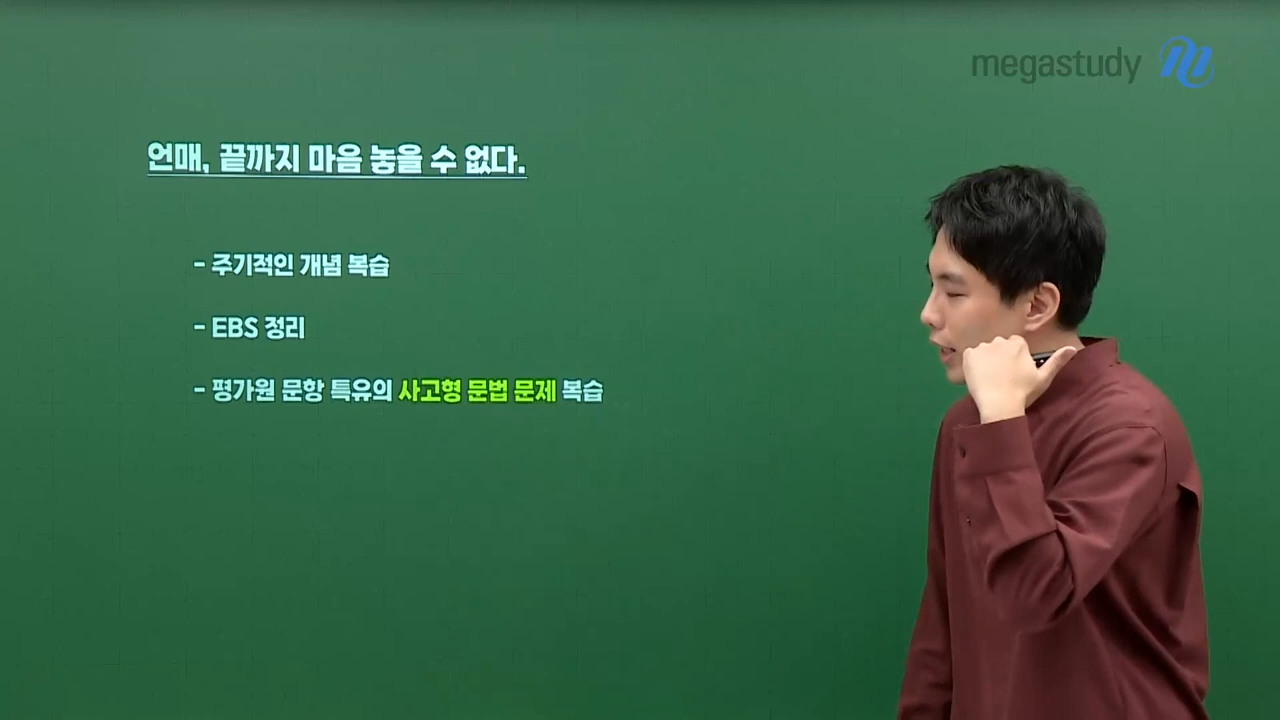 megastudy
언매, 끝까지 마음 놓을 수 없다.
- 주기적인 개념 복습
- EBS 정리
- 평가원 문항 특유의 사고형 문법 문제 복습